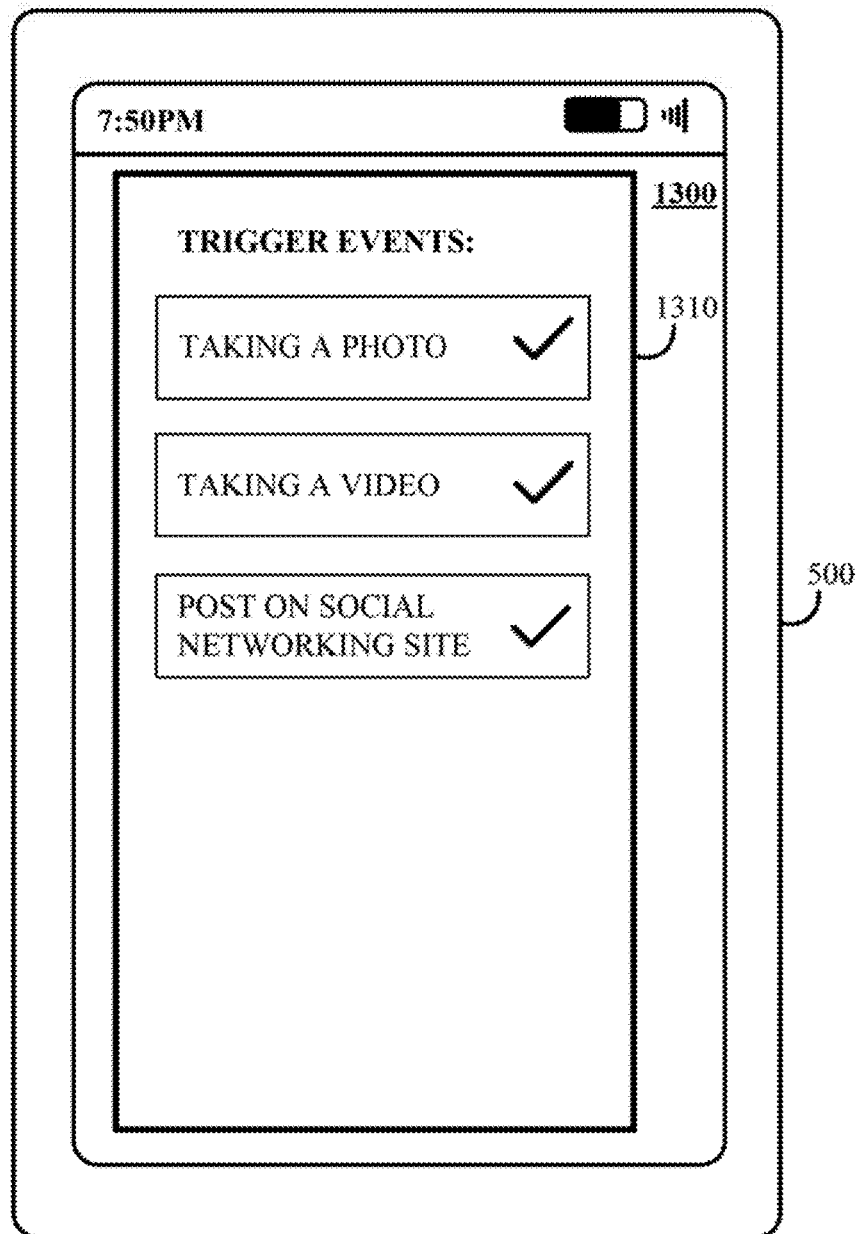 7:50PM
1300
TRIGGER EVENTS:
1310
TAKING A PHOTO
TAKING A VIDEO
500
POST ON SOCIAL
NETWORKING SITE